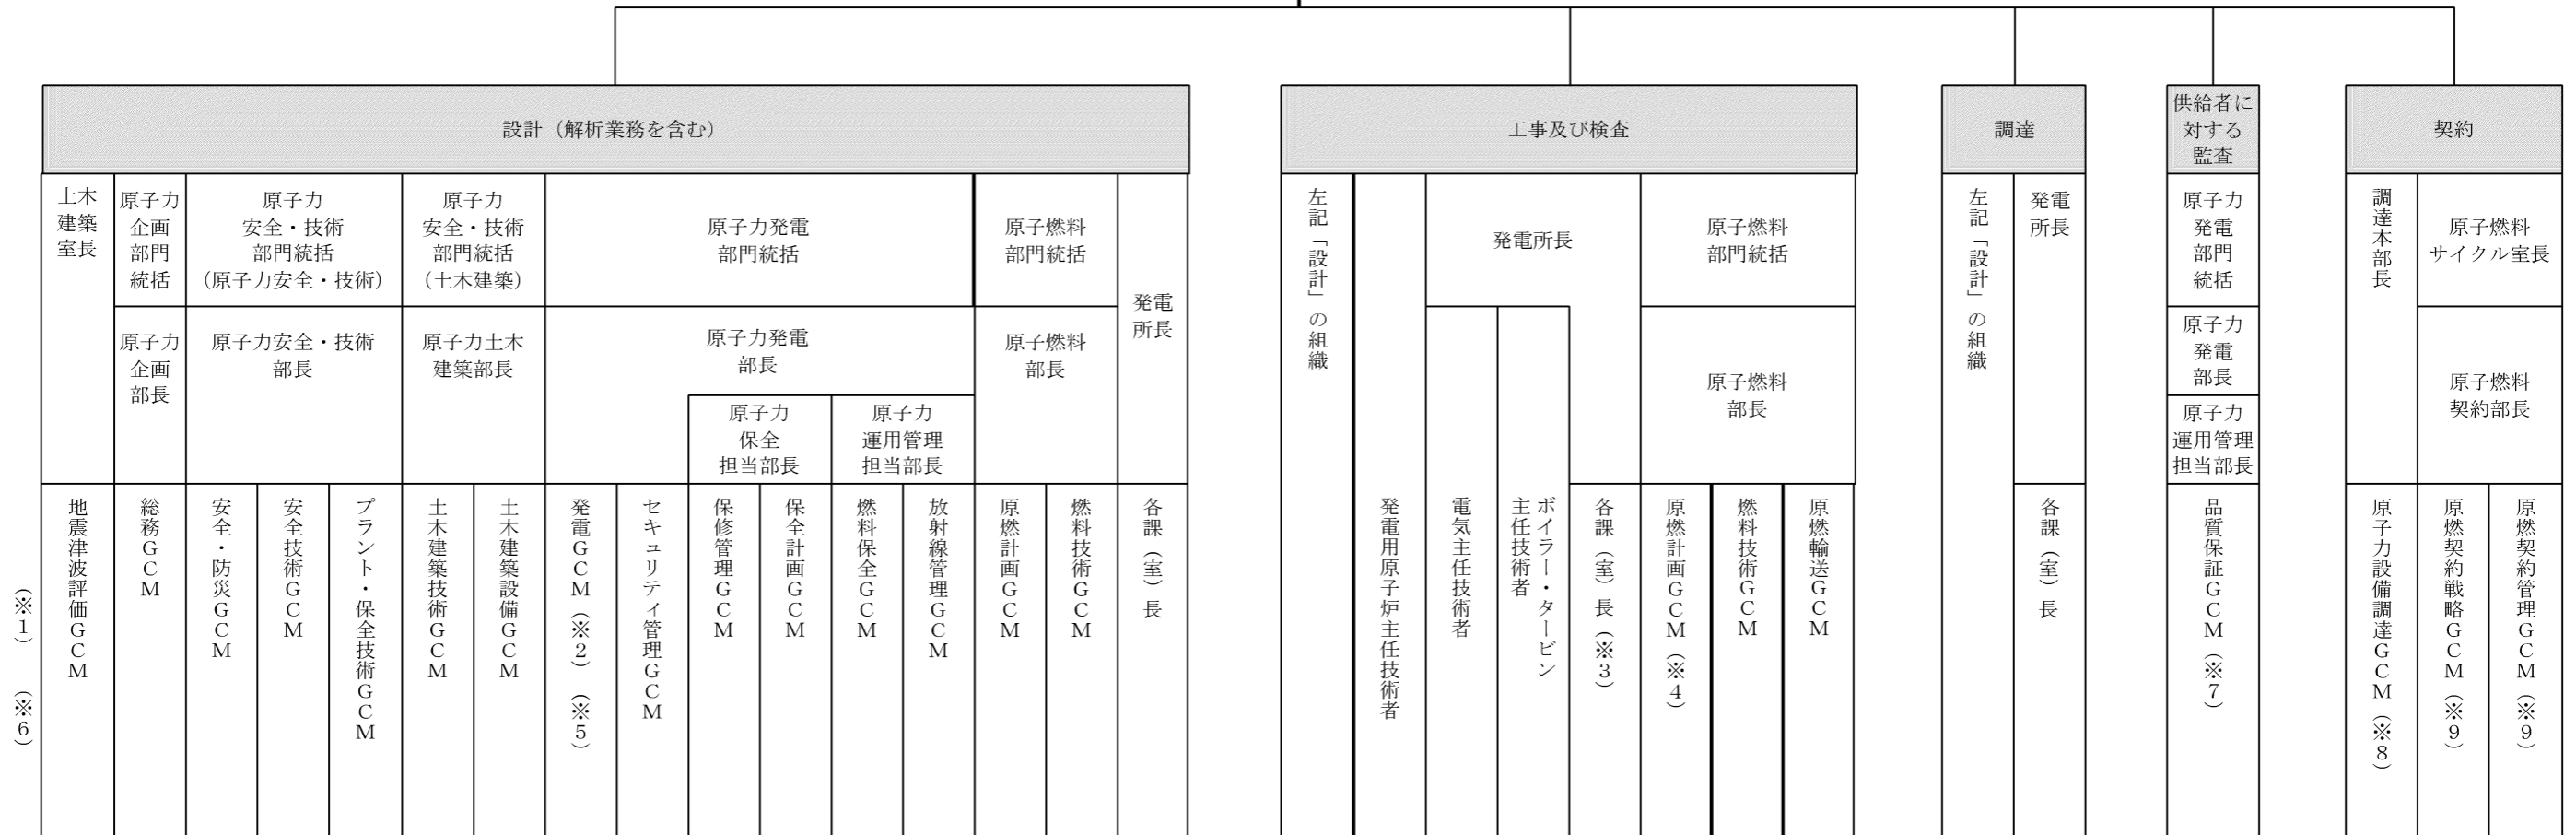 設計（解析業務を含む）
工事及び検査
調達
供給者に
対する
監査
契約
土木
建築
室長
原子力
企画
部門
統括
原子力
安全・技術
部門統括
（原子力安全・技術）
原子力
安全・技術
部門統括
（土木建築）
原子力発電
部門統括
原子燃料
部門統括
発電
所長
原子力
企画
部長
原子力安全・技術
部長
原子力土木
建築部長
原子力発電
部長
原子力
保全
担当部長
原子力
運用管理
担当部長
原子燃料
部長
（※１）　（※６）
地震津波評価ＧＣＭ
総務ＧＣＭ
安全・防災ＧＣＭ
安全技術ＧＣＭ
プラント・保全技術ＧＣＭ
土木建築技術ＧＣＭ
土木建築設備ＧＣＭ
発電ＧＣＭ（※２）（※５）
セキュリティ管理ＧＣＭ
保修管理ＧＣＭ
保全計画ＧＣＭ
燃料保全ＧＣＭ
放射線管理ＧＣＭ
原燃計画ＧＣＭ
燃料技術ＧＣＭ
各課（室）長
左記「設計」の組織
発電所長
原子燃料
部門統括
原子燃料
部長
発電用原子炉主任技術者
電気主任技術者
ボイラー・タービン
主任技術者
各課（室）長（※３）
原燃計画ＧＣＭ（※４）
燃料技術ＧＣＭ
原燃輸送ＧＣＭ
左記「設計」の組織
発電
所長
各課（室）長
原子力
発電
部門
統括
原子力
発電
部長
原子力
運用管理
担当部長
品質保証ＧＣＭ（※７）
調達本部長
原子燃料
サイクル室長
原子燃料
契約部長
原子力設備調達ＧＣＭ（※８）
原燃契約戦略ＧＣＭ（※９）
原燃契約管理ＧＣＭ（※９）